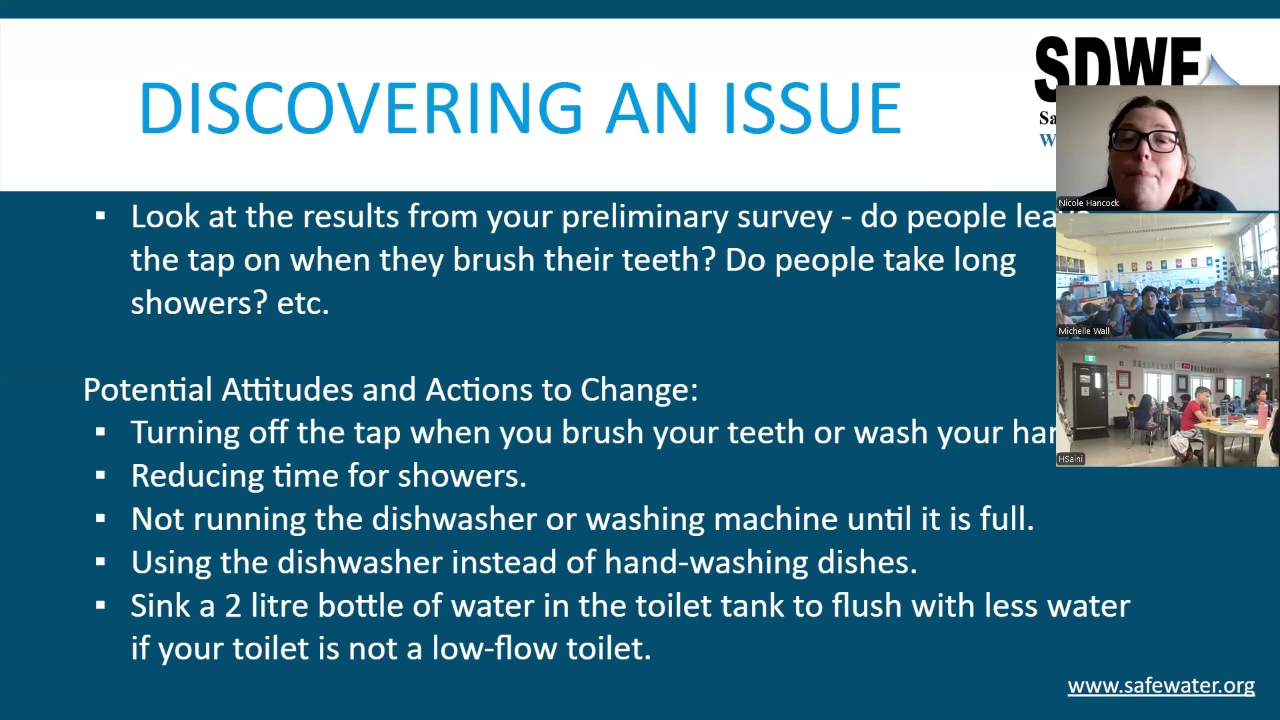 DISCOVERING AN ISSUE
SDWF
▪ Look at the results from your preliminary survey - do people leave
the tap on when they brush their teeth? Do people take long
showers? etc.
Potential Attitudes and Actions to Change:
▪ Turning off the tap when you brush your teeth or wash your
▪ Reducing time for showers.
▪ Not running the dishwasher or washing machine until it is full.
▪ Using the dishwasher instead of hand-washing dishes.
▪ Sink a 2 litre bottle of water in the toilet tank to flush with less water
if your toilet is not a low-flow toilet.
www.safewater.org
Nicole Hancock
Michelle Wall
HSaini